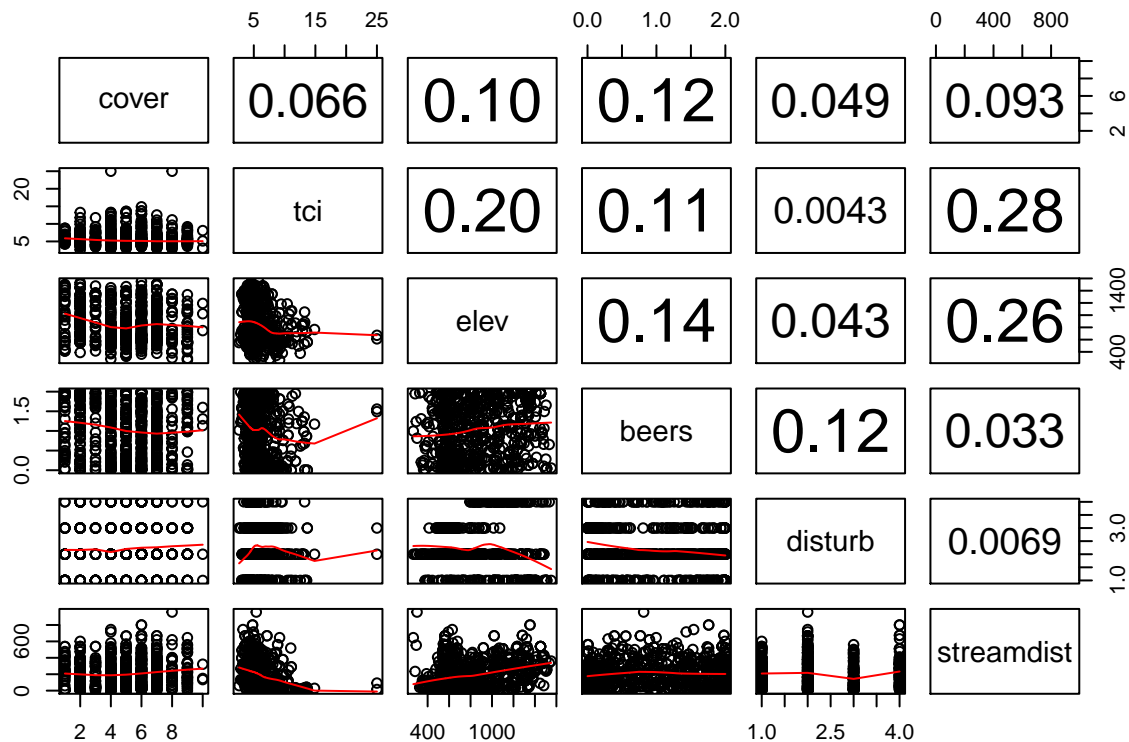 5 15 25 0.0 1.0 2.0 0 400 800
cover 0.066 0.10 0.12 0.049 0.093 2 6
5 20 tci 0.20 0.11 0.0043 0.28
elev 0.14 0.043 0.26 400 1400
0.0 1.5 beers 0.12 0.033
disturb 0.0069 1.0 3.0
0 600 streamdist
2 4 6 8 400 1000 1.0 2.5 4.0